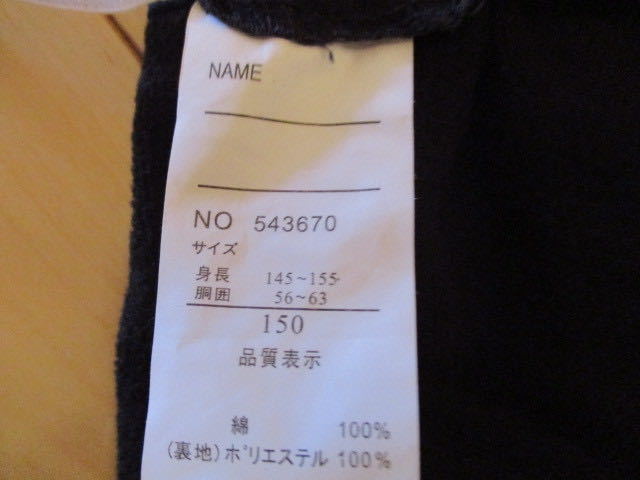 NAME
NO 543670
サイズ
身長 145~155
胴囲 56~63
150
品質表示
綿 100%
(裏地)ポリエステル 100%